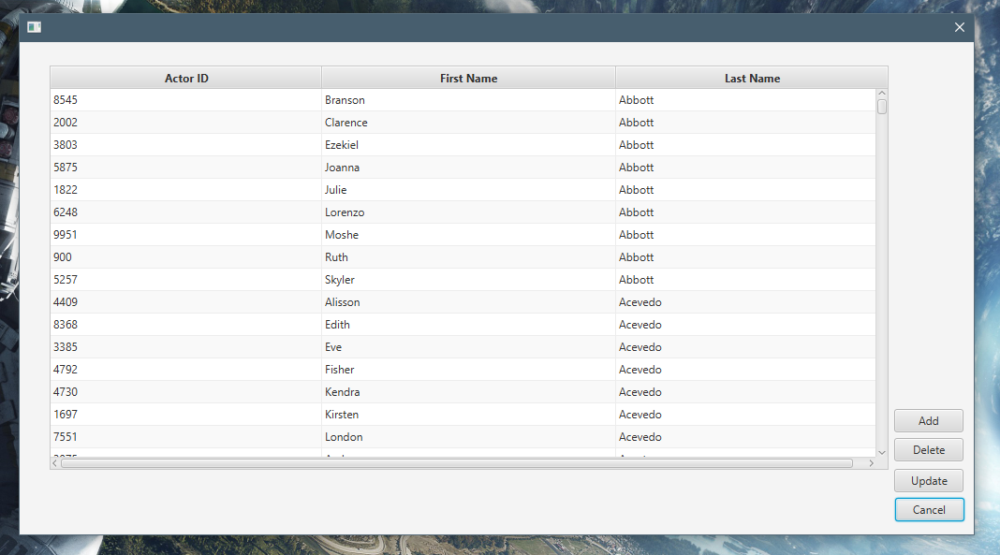 Actor ID First Name Last Name
8545 Branson Abbott
2002 Clarence Abbott
3803 Ezekiel Abbott
5875 Joanna Abbott
1822 Julie Abbott
6248 Lorenzo Abbott
9951 Moshe Abbott
900 Ruth Abbott
5257 Skyler Abbott
4409 Alisson Acevedo
8368 Edith Acevedo
3385 Eve Acevedo
4792 Fisher Acevedo
4730 Kendra Acevedo
1697 Kirsten Acevedo
7551 London Acevedo
Add
Delete
Update
Cancel